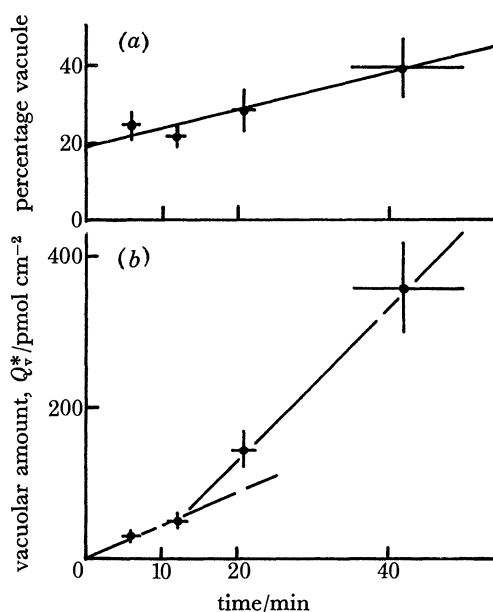 (a)
percentage vacuole
40
20
0
(b)
vacuolar amount, Q*v/pmol cm−2
400
200
0
10
20
40
time/min